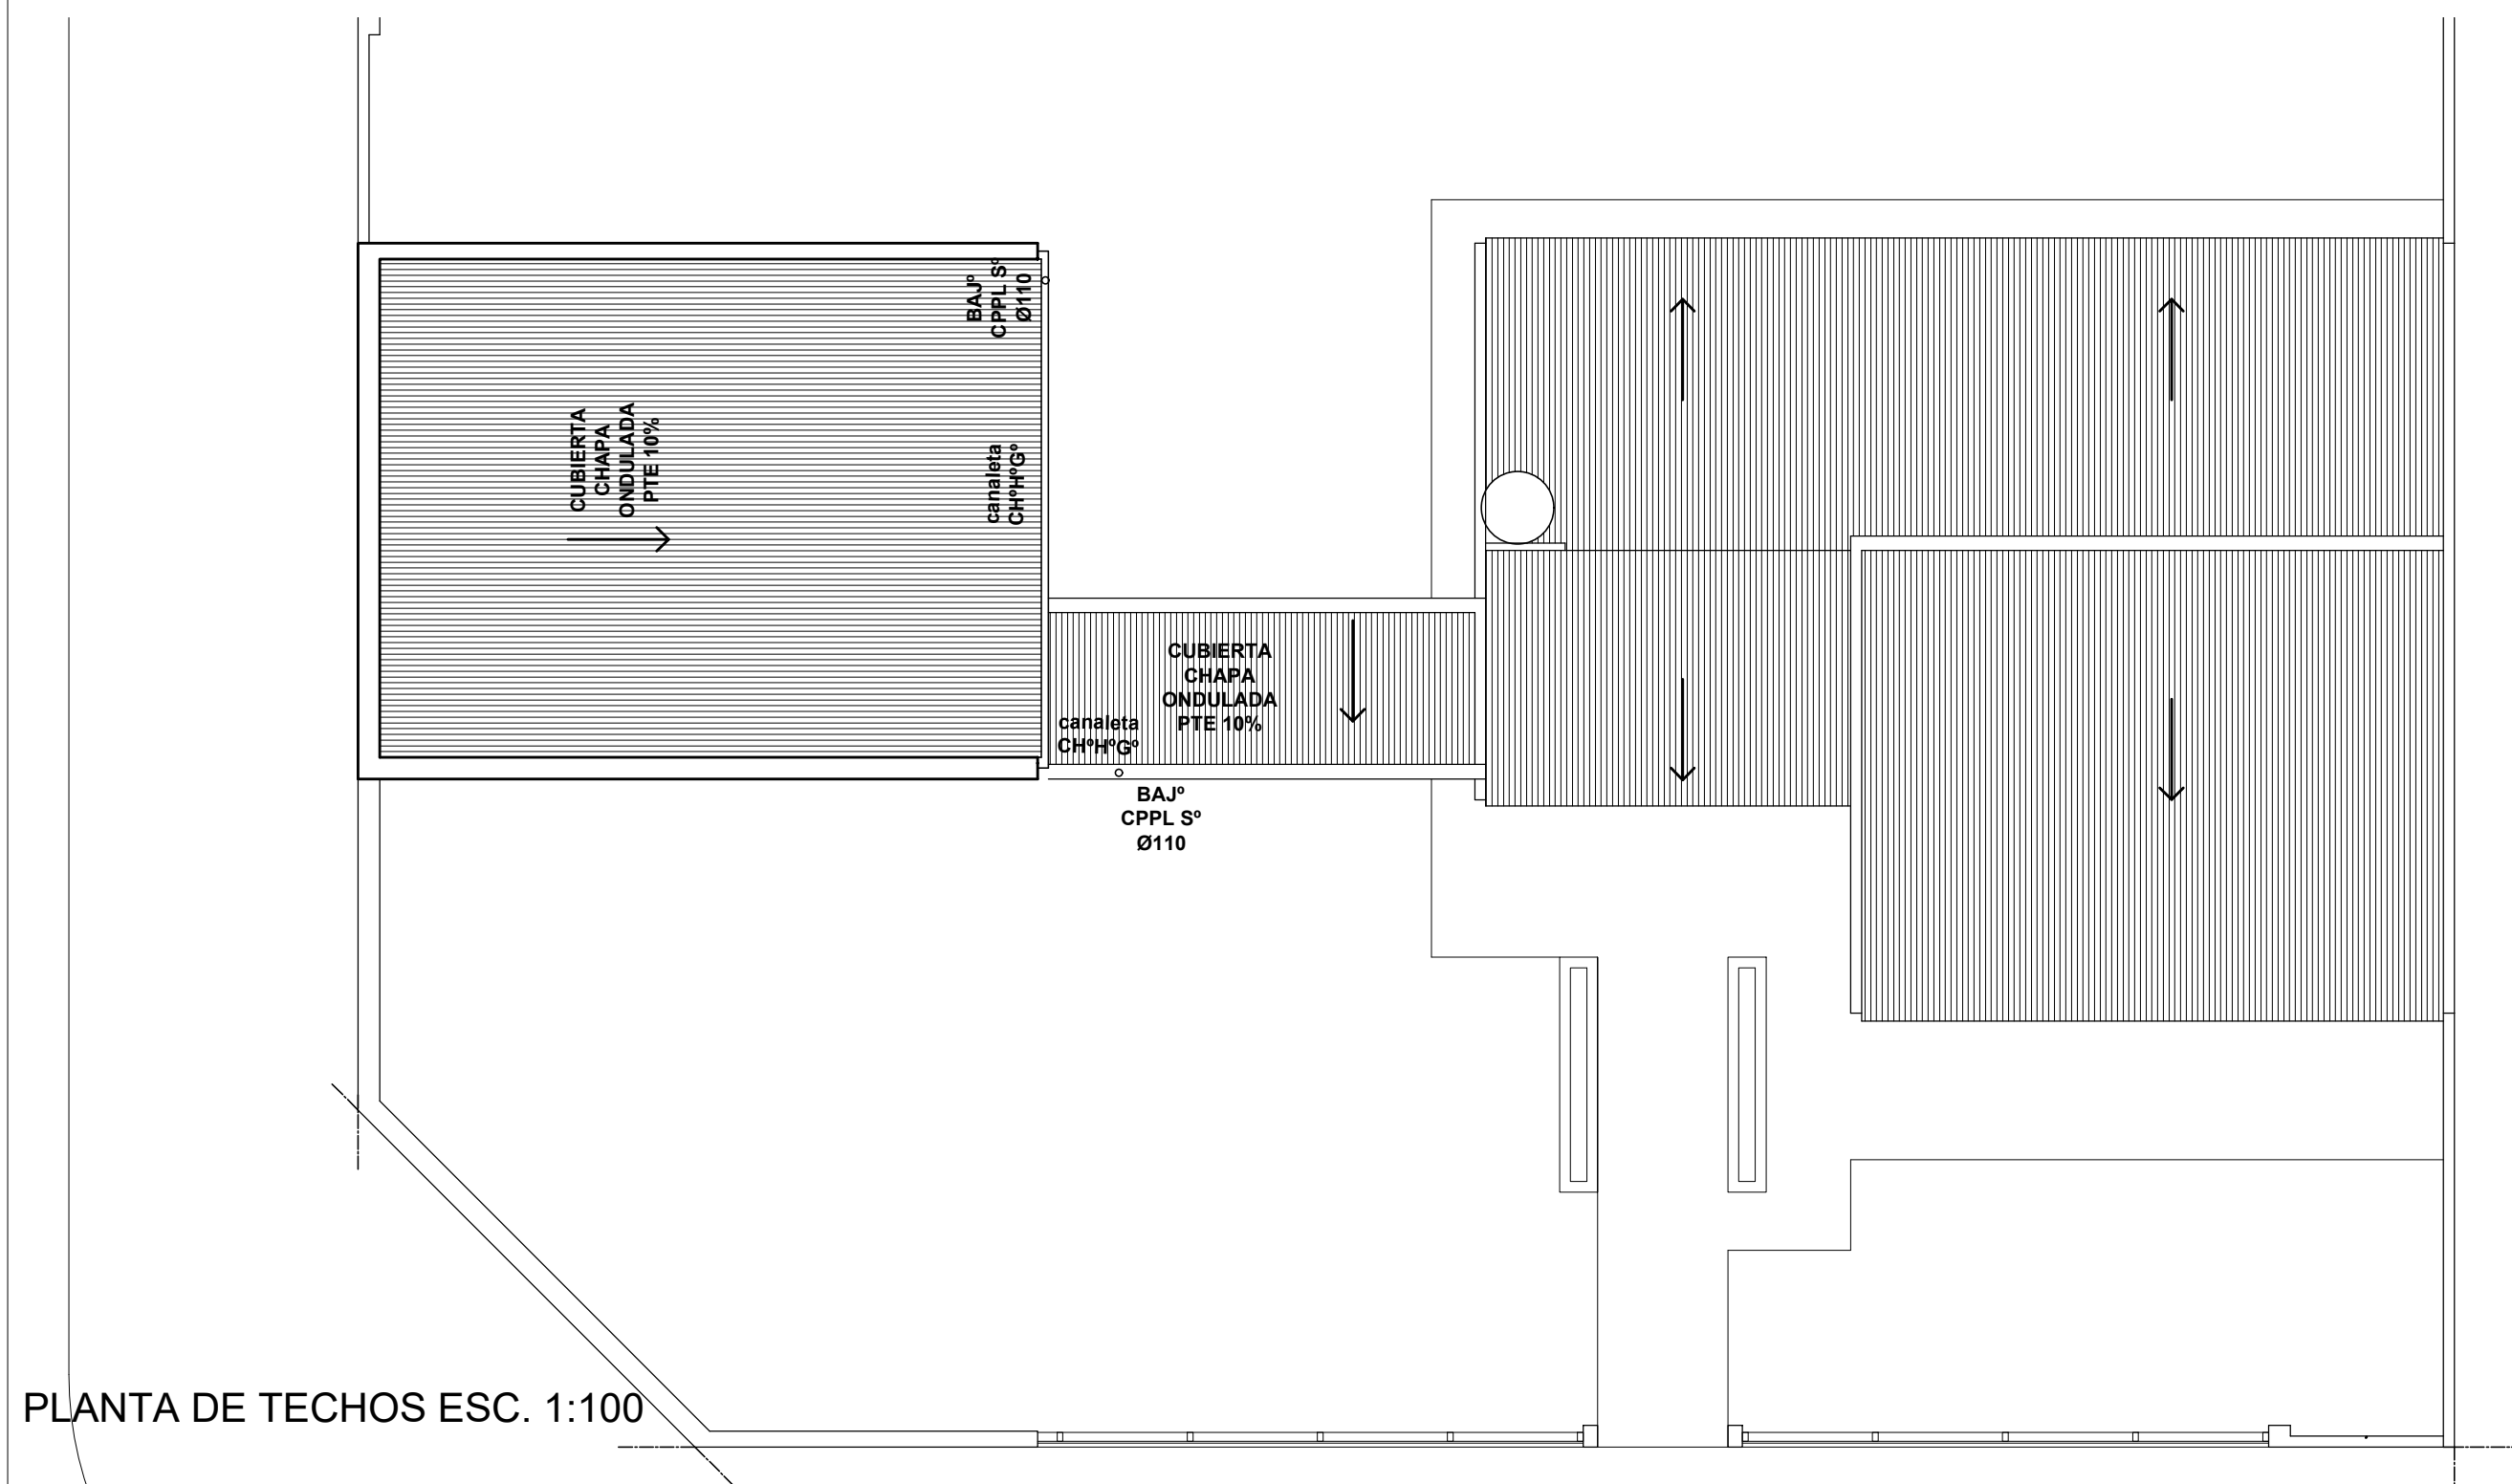 BAJº
CPPL Sº
Ø110
CUBIERTA
CHAPA
ONDULADA
PTE 10%
canaleta
CHºHºGº
CUBIERTA
CHAPA
ONDULADA
PTE 10%
canaleta
CHºHºGº
BAJº
CPPL Sº
Ø110
PLANTA DE TECHOS ESC. 1:100